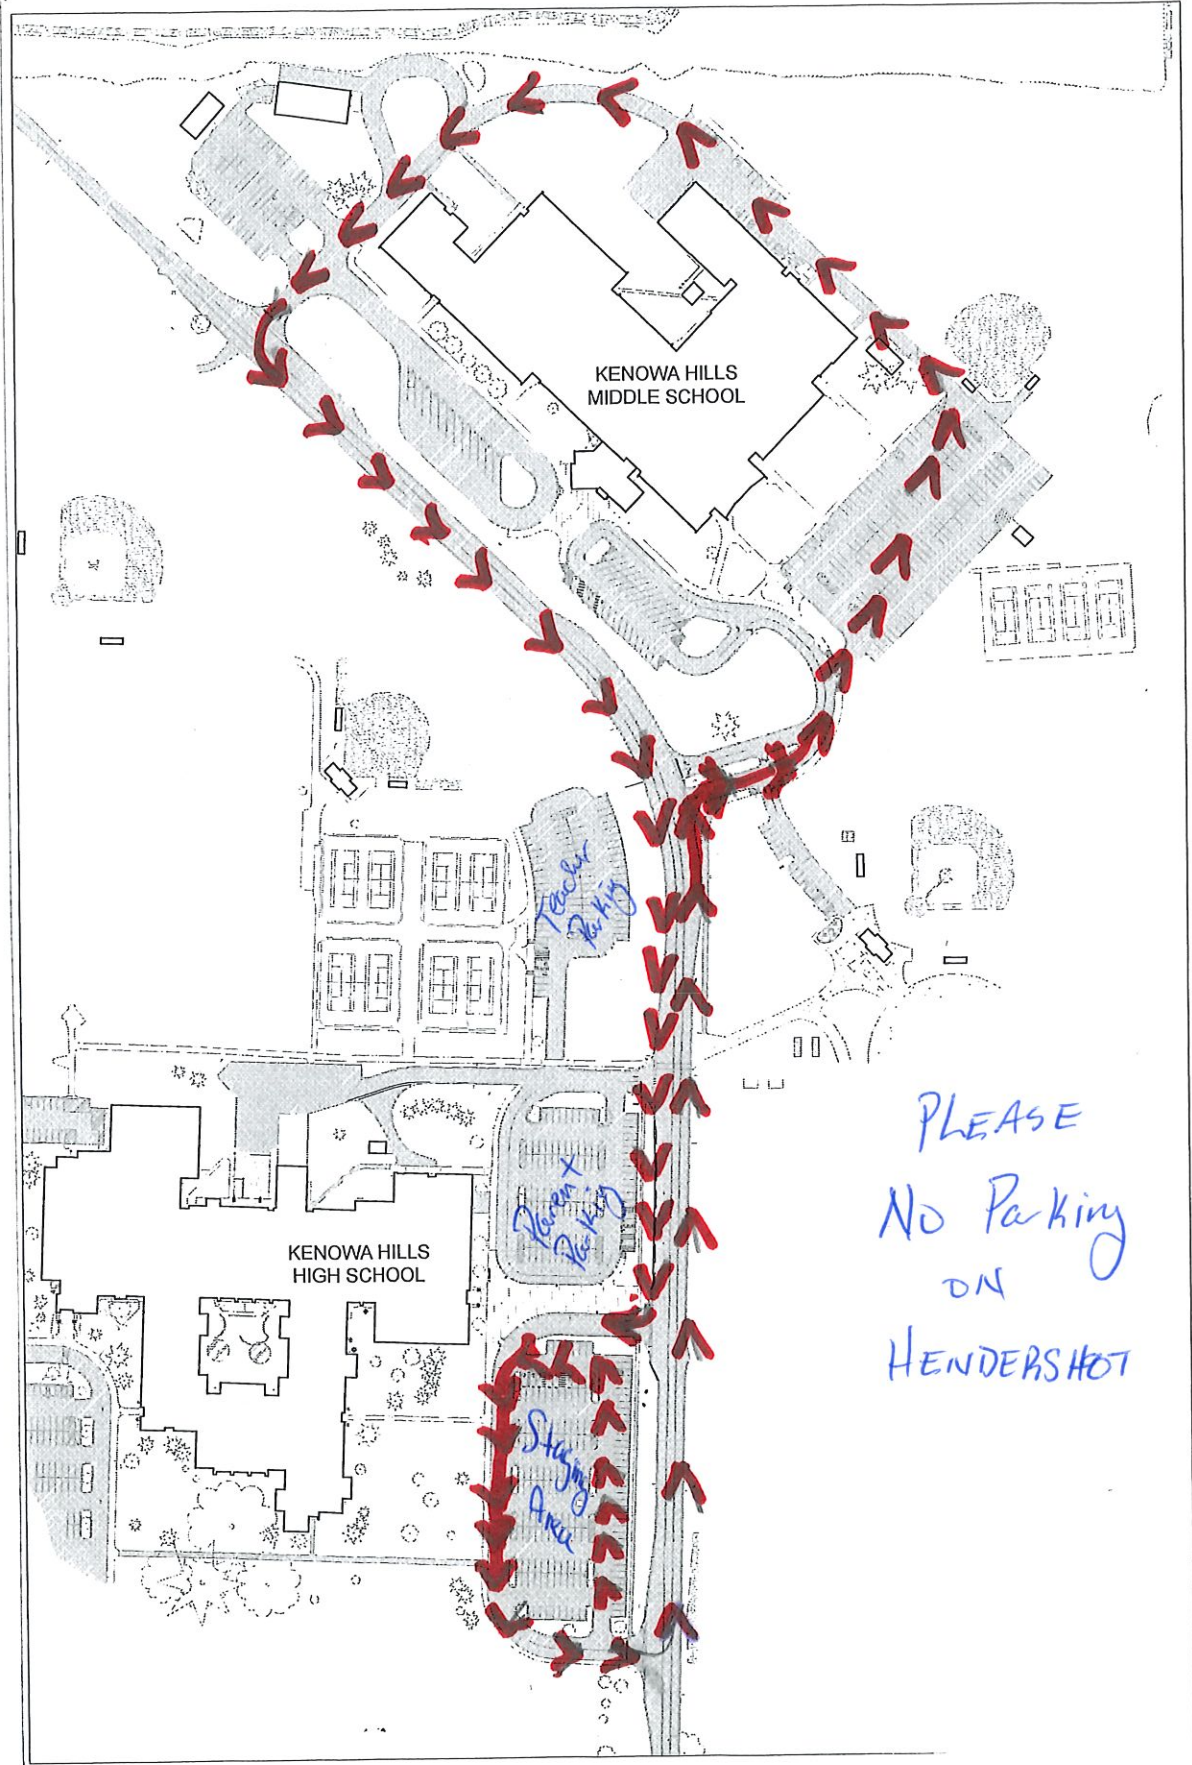 KENOWA HILLS
MIDDLE SCHOOL
Teacher
Parking
PLEASE
No Parking
ON
HENDERSHOT
Parent
Parking
KENOWA HILLS
HIGH SCHOOL
Staging
Area